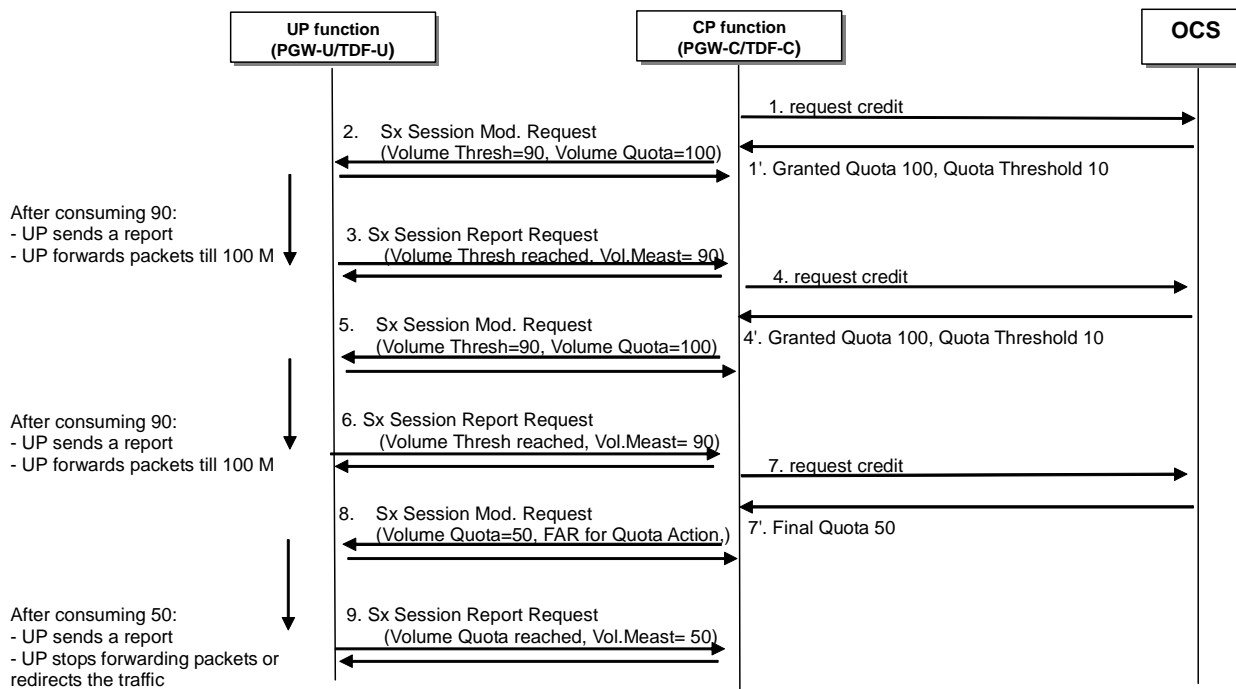 UP function
(PGW-U/TDF-U)
CP function
(PGW-C/TDF-C)
OCS
1. request credit
2. Sx Session Mod. Request
(Volume Thresh=90, Volume Quota=100)
1'. Granted Quota 100, Quota Threshold 10
After consuming 90:
- UP sends a report
- UP forwards packets till 100 M
3. Sx Session Report Request
(Volume Thresh reached, Vol.Meast= 90)
4. request credit
5. Sx Session Mod. Request
(Volume Thresh=90, Volume Quota=100)
4'. Granted Quota 100, Quota Threshold 10
After consuming 90:
- UP sends a report
- UP forwards packets till 100 M
6. Sx Session Report Request
(Volume Thresh reached, Vol.Meast= 90)
7. request credit
8. Sx Session Mod. Request
(Volume Quota=50, FAR for Quota Action,)
7'. Final Quota 50
After consuming 50:
- UP sends a report
- UP stops forwarding packets or
redirects the traffic
9. Sx Session Report Request
(Volume Quota reached, Vol.Meast= 50)